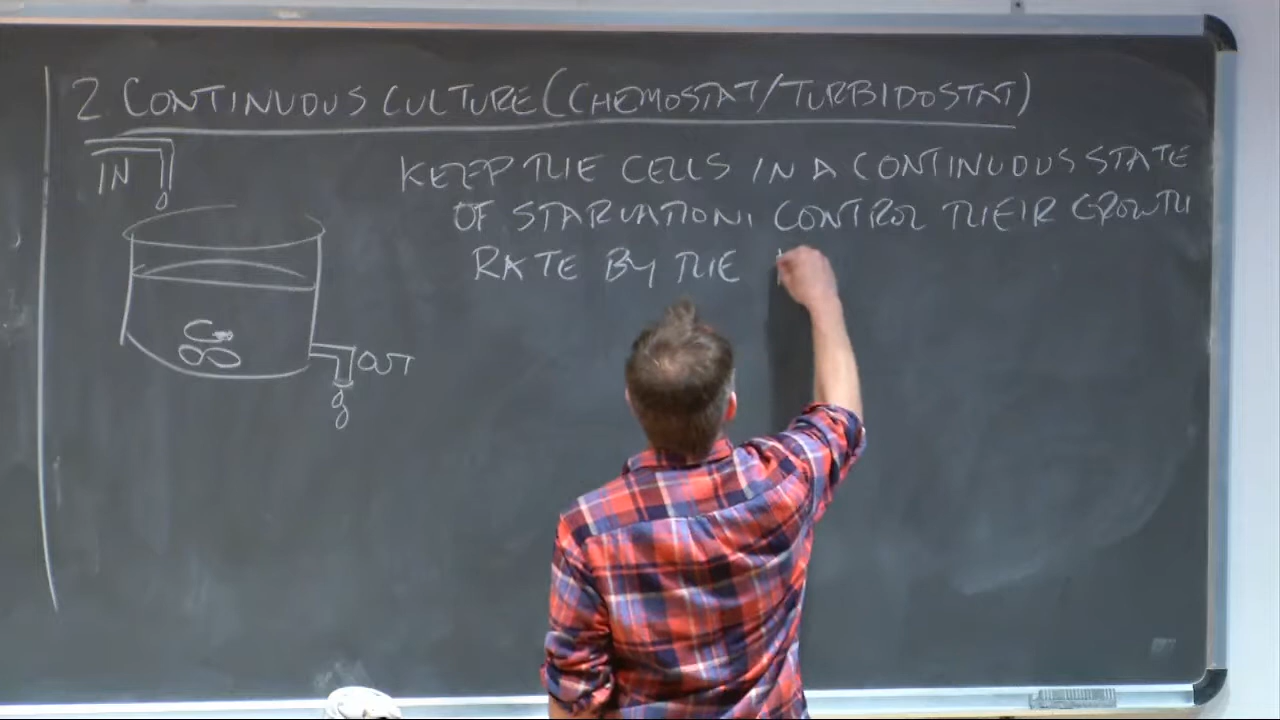 2 CONTINUOUS CULTURE (CHEMOSTAT/TURBIDOSTAT)
IN
KEEP THE CELLS IN A CONTINUOUS STATE
OF STARVATION, CONTROL THEIR GROWTH
RATE BY THE
OUT